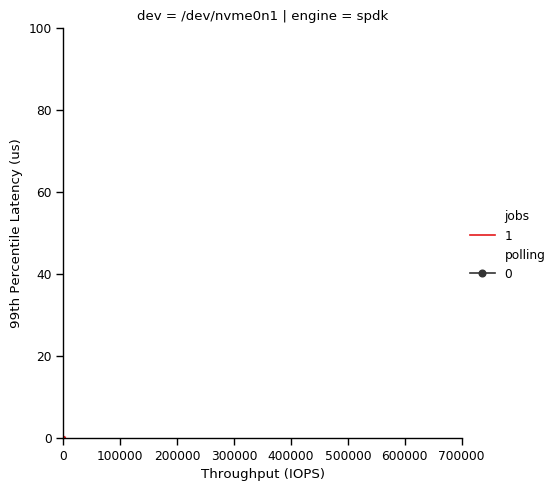 dev = /dev/nvme0n1 | engine = spdk
100
80
60
40
20
0
99th Percentile Latency (us)
0 100000 200000 300000 400000 500000 600000 700000
Throughput (IOPS)
jobs
1
polling
0